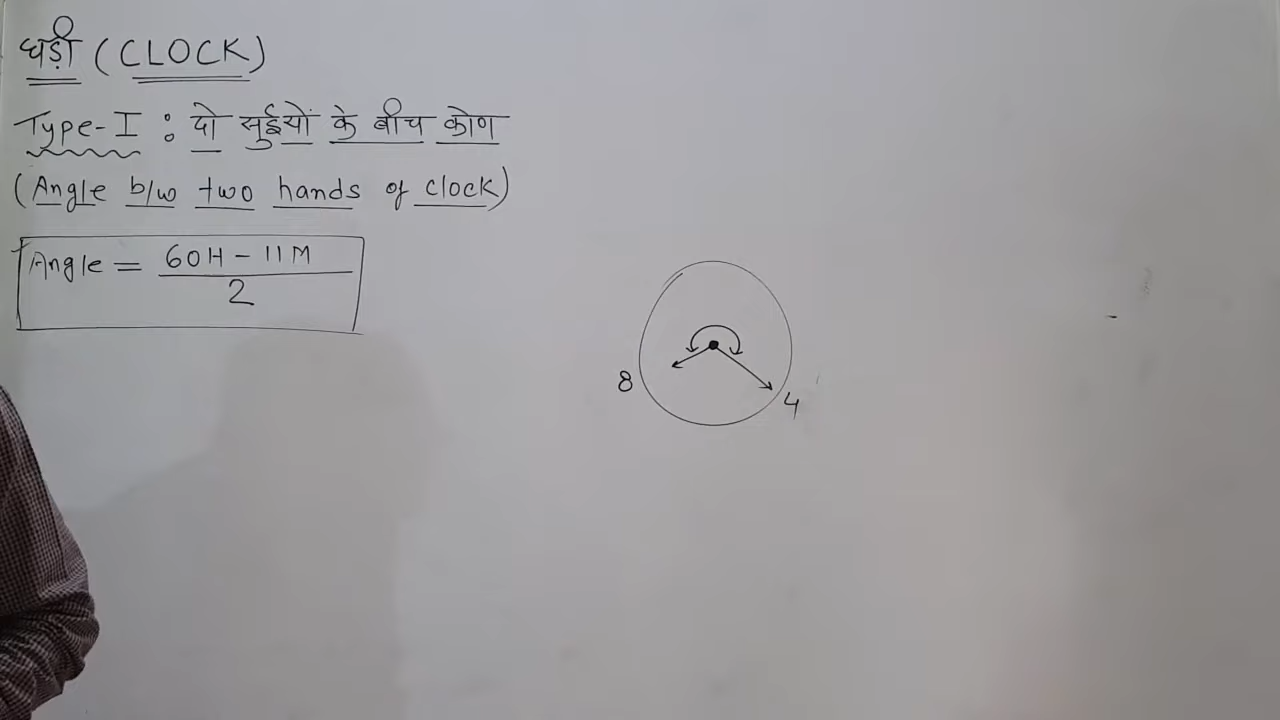 घड़ी (CLOCK)
Type-I : दो सुईयों के बीच कोण
(Angle b/w two hands of clock)
Angle = 60H - 11M
2
8
4